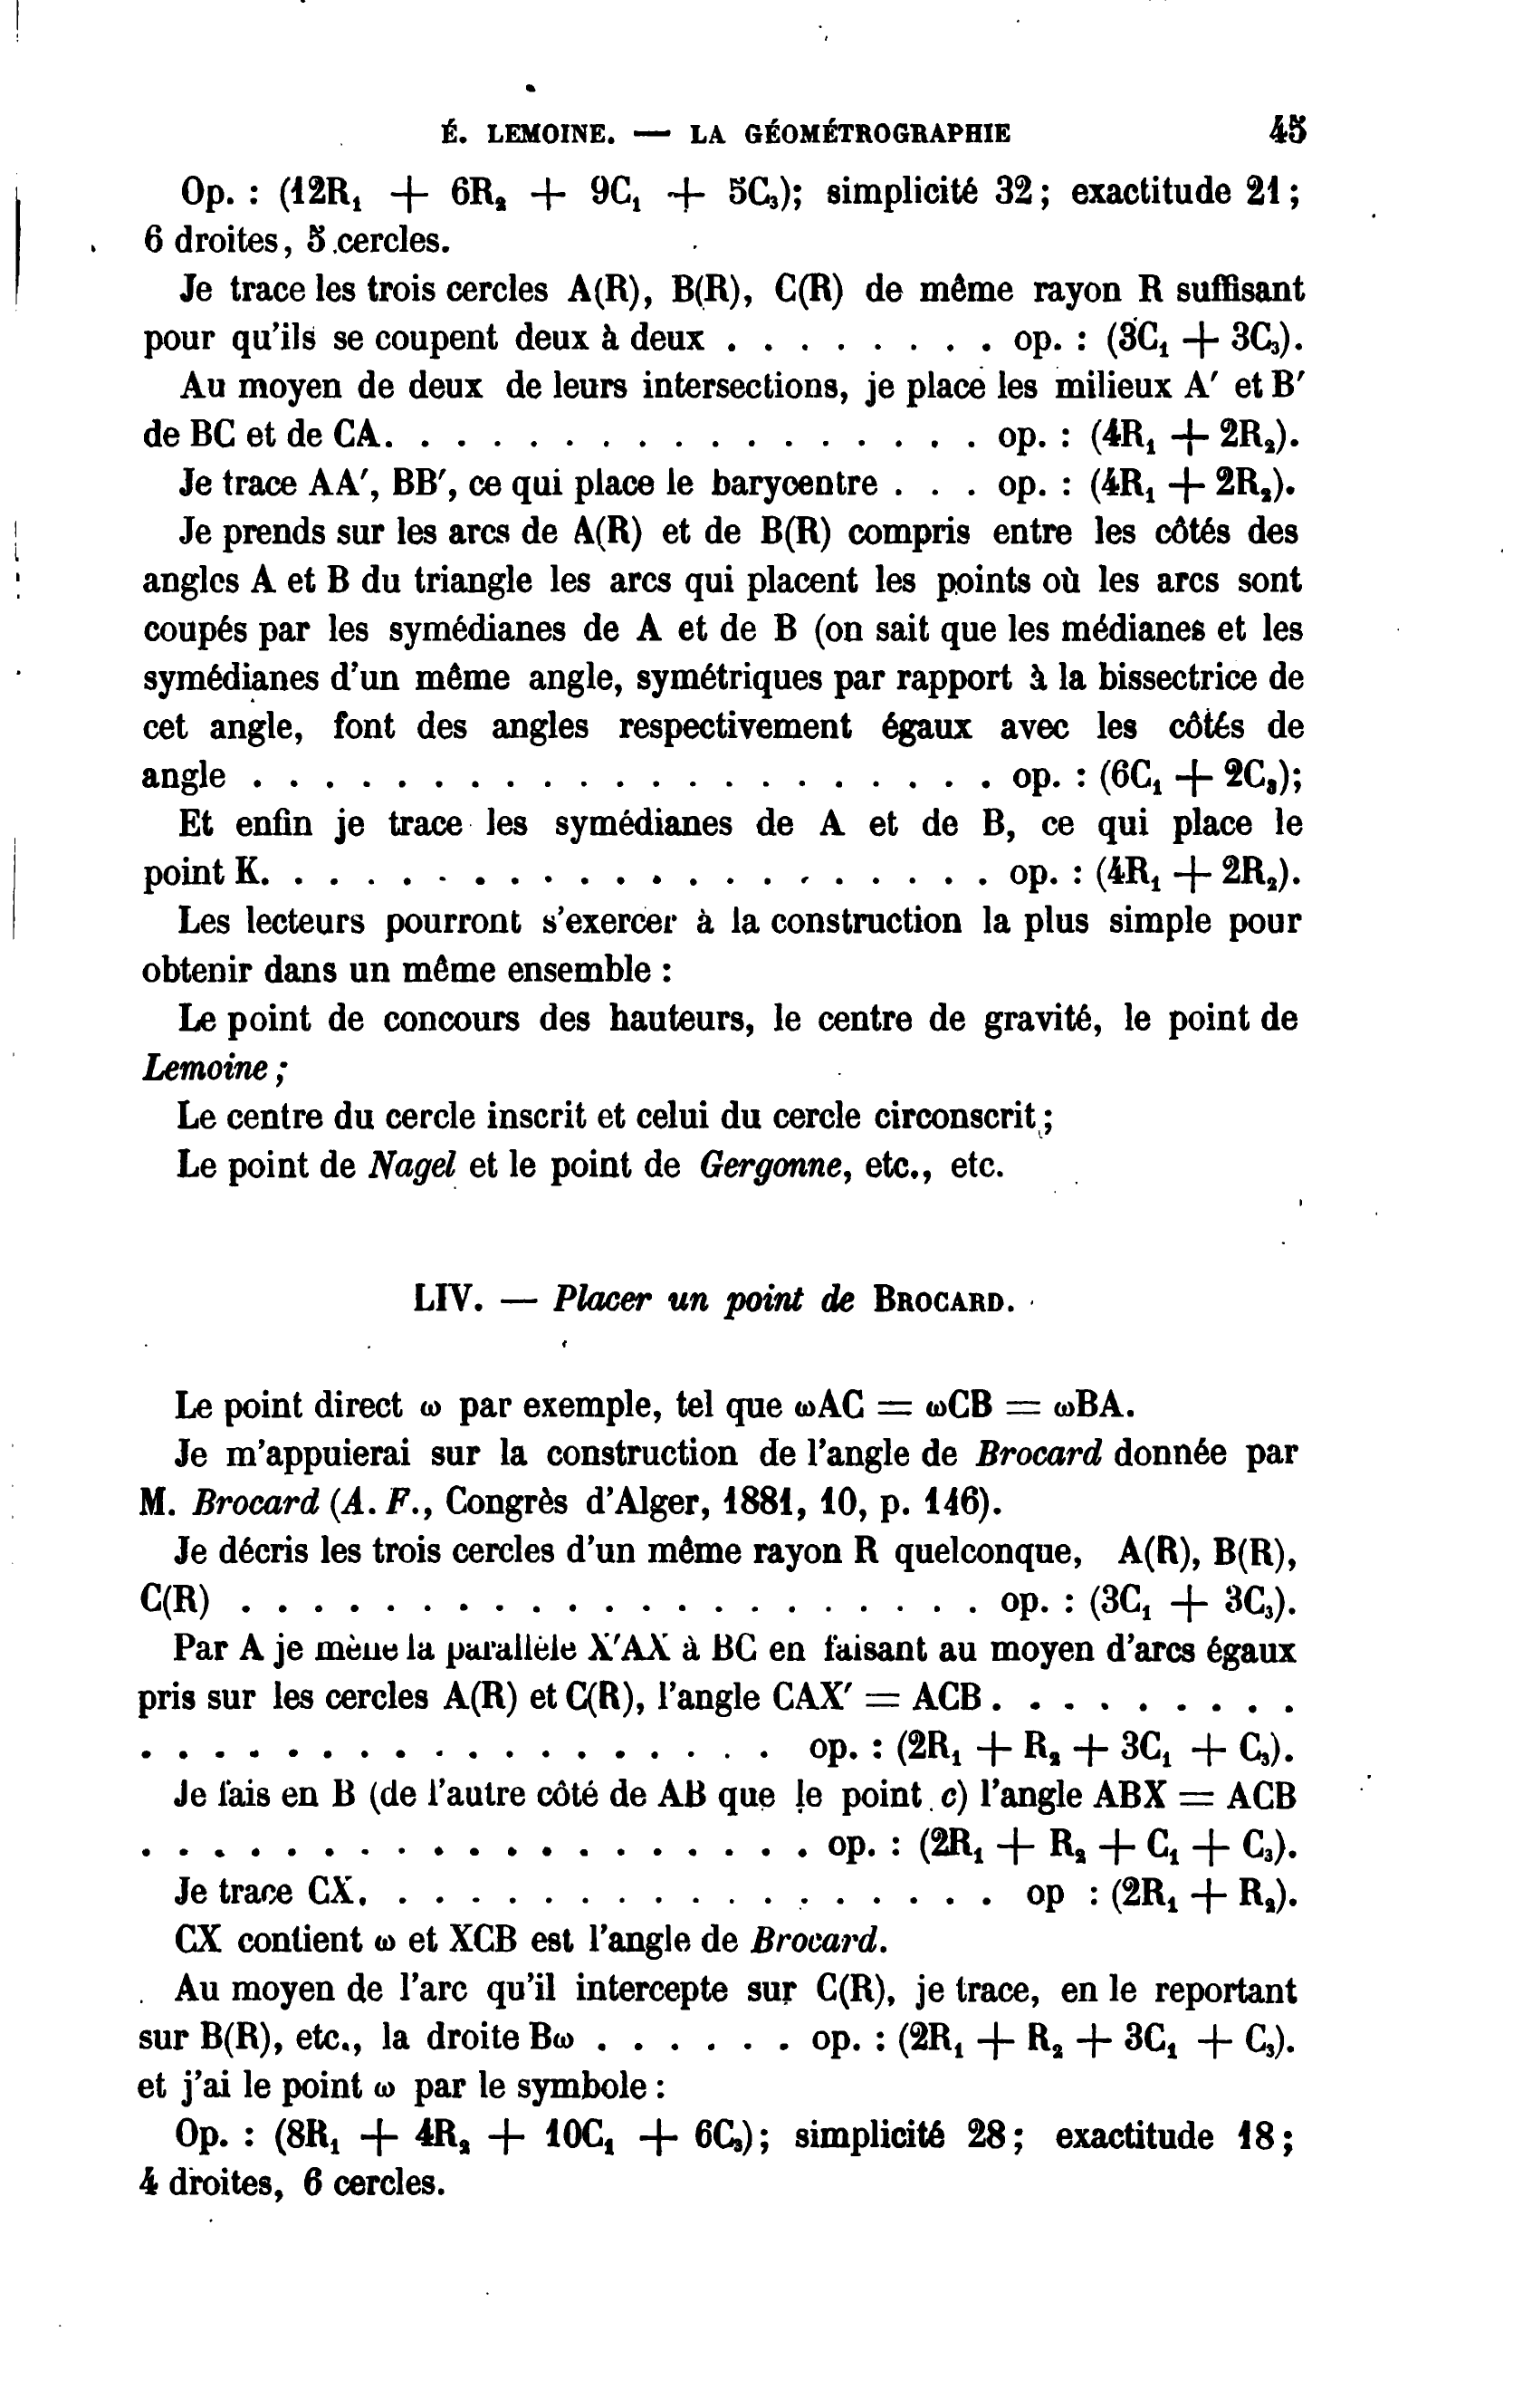 É. LEMOINE. — LA GÉOMÉTROGRAPHIE 45
Op. : (12R₁ + 6R₂ + 9C₁ + 5C₃); simplicité 32; exactitude 21;
6 droites, 5 cercles.
Je trace les trois cercles A(R), B(R), C(R) de même rayon R suffisant
pour qu'ils se coupent deux à deux . . . . . . . . op. : (3C₁ + 3C₃).
Au moyen de deux de leurs intersections, je place les milieux A′ et B′
de BC et de CA. . . . . . . . . . . . . . . . . op. : (4R₁ + 2R₂).
Je trace AA′, BB′, ce qui place le barycentre . . . op. : (4R₁ + 2R₂).
Je prends sur les arcs de A(R) et de B(R) compris entre les côtés des
angles A et B du triangle les arcs qui placent les points où les arcs sont
coupés par les symédianes de A et de B (on sait que les médianes et les
symédianes d'un même angle, symétriques par rapport à la bissectrice de
cet angle, font des angles respectivement égaux avec les côtés de
angle . . . . . . . . . . . . . . . . . . . . . op. : (6C₁ + 2C₃);
Et enfin je trace les symédianes de A et de B, ce qui place le
point K. . . . . . . . . . . . . . . . . . . . . op. : (4R₁ + 2R₂).
Les lecteurs pourront s'exercer à la construction la plus simple pour
obtenir dans un même ensemble :
Le point de concours des hauteurs, le centre de gravité, le point de
Lemoine ;
Le centre du cercle inscrit et celui du cercle circonscrit ;
Le point de Nagel et le point de Gergonne, etc., etc.
LIV. — Placer un point de BROCARD.
Le point direct ω par exemple, tel que ωAC = ωCB = ωBA.
Je m'appuierai sur la construction de l'angle de Brocard donnée par
M. Brocard (A. F., Congrès d'Alger, 1881, 10, p. 146).
Je décris les trois cercles d'un même rayon R quelconque, A(R), B(R),
C(R) . . . . . . . . . . . . . . . . . . . . . op. : (3C₁ + 3C₃).
Par A je mène la parallèle X′AX à BC en faisant au moyen d'arcs égaux
pris sur les cercles A(R) et C(R), l'angle CAX′ = ACB . . . . . . . . .
. . . . . . . . . . . . . . . . . . op. : (2R₁ + R₂ + 3C₁ + C₃).
Je fais en B (de l'autre côté de AB que le point c) l'angle ABX = ACB
. . . . . . . . . . . . . . . . . . . op. : (2R₁ + R₂ + C₁ + C₃).
Je trace CX. . . . . . . . . . . . . . . . . . op : (2R₁ + R₂).
CX contient ω et XCB est l'angle de Brocard.
Au moyen de l'arc qu'il intercepte sur C(R), je trace, en le reportant
sur B(R), etc., la droite Bω . . . . . . op. : (2R₁ + R₂ + 3C₁ + C₃).
et j'ai le point ω par le symbole :
Op. : (8R₁ + 4R₂ + 10C₁ + 6C₃); simplicité 28; exactitude 18;
4 droites, 6 cercles.